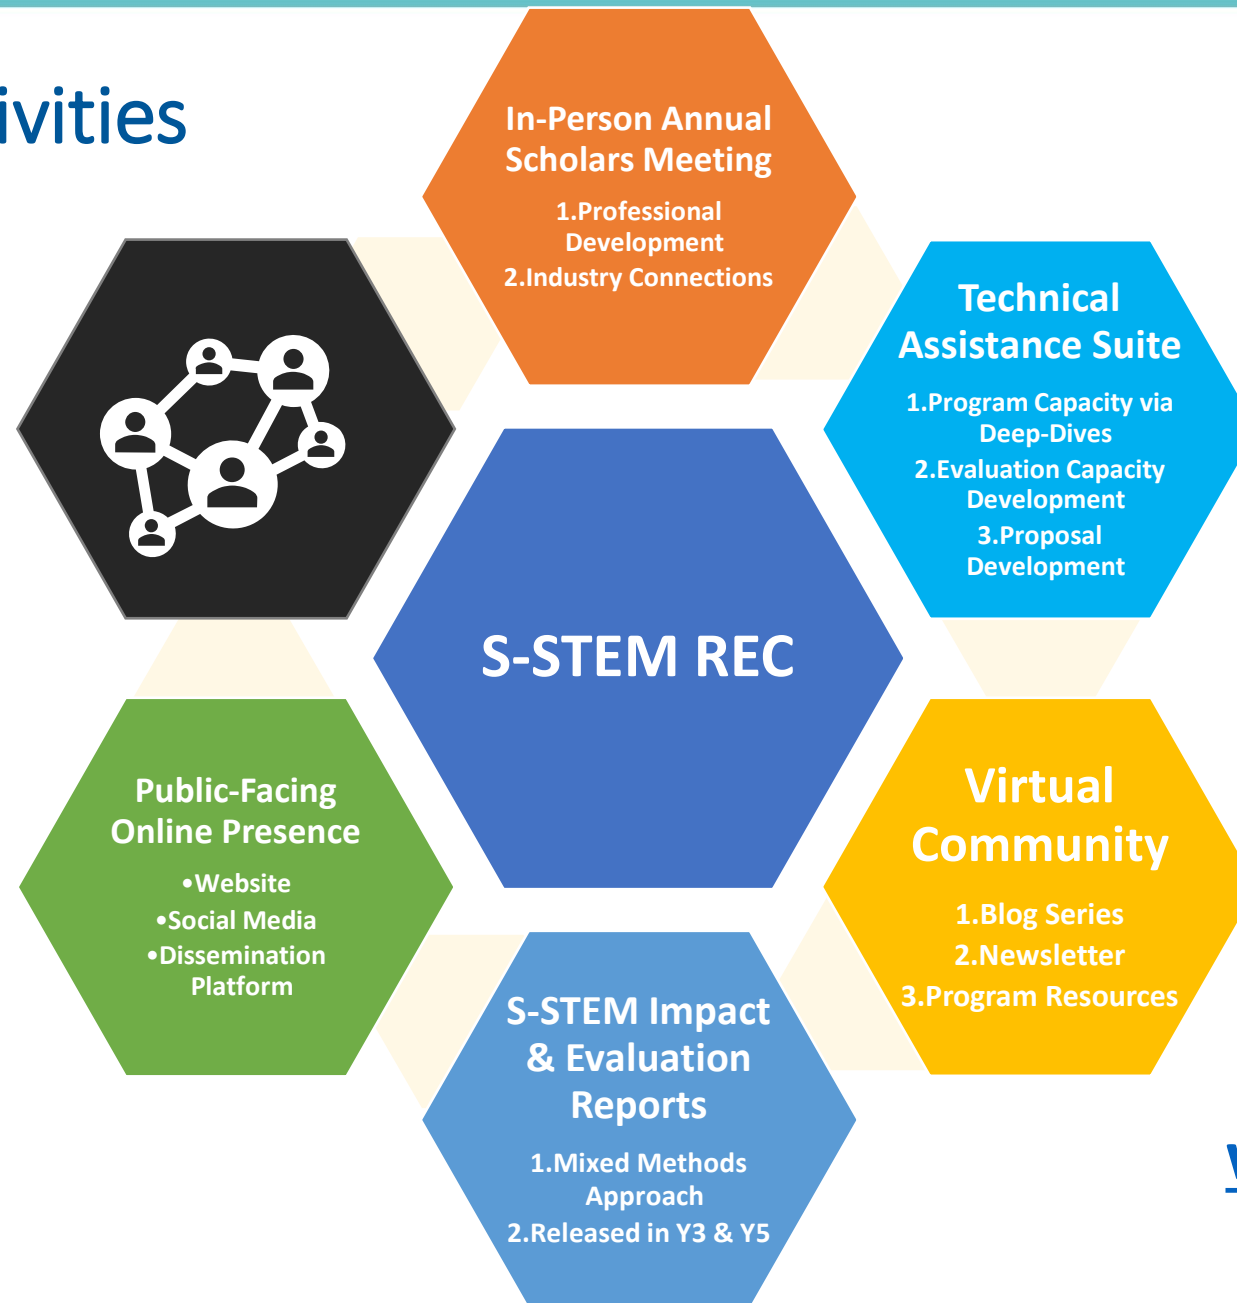 ivities
In-Person Annual
Scholars Meeting
1.Professional
Development
2.Industry Connections
Technical
Assistance Suite
1.Program Capacity via
Deep-Dives
2.Evaluation Capacity
Development
3.Proposal
Development
S-STEM REC
Public-Facing
Online Presence
•Website
•Social Media
•Dissemination
Platform
Virtual
Community
1.Blog Series
2.Newsletter
3.Program Resources
S-STEM Impact
& Evaluation
Reports
1.Mixed Methods
Approach
2.Released in Y3 & Y5